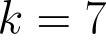 k = 7